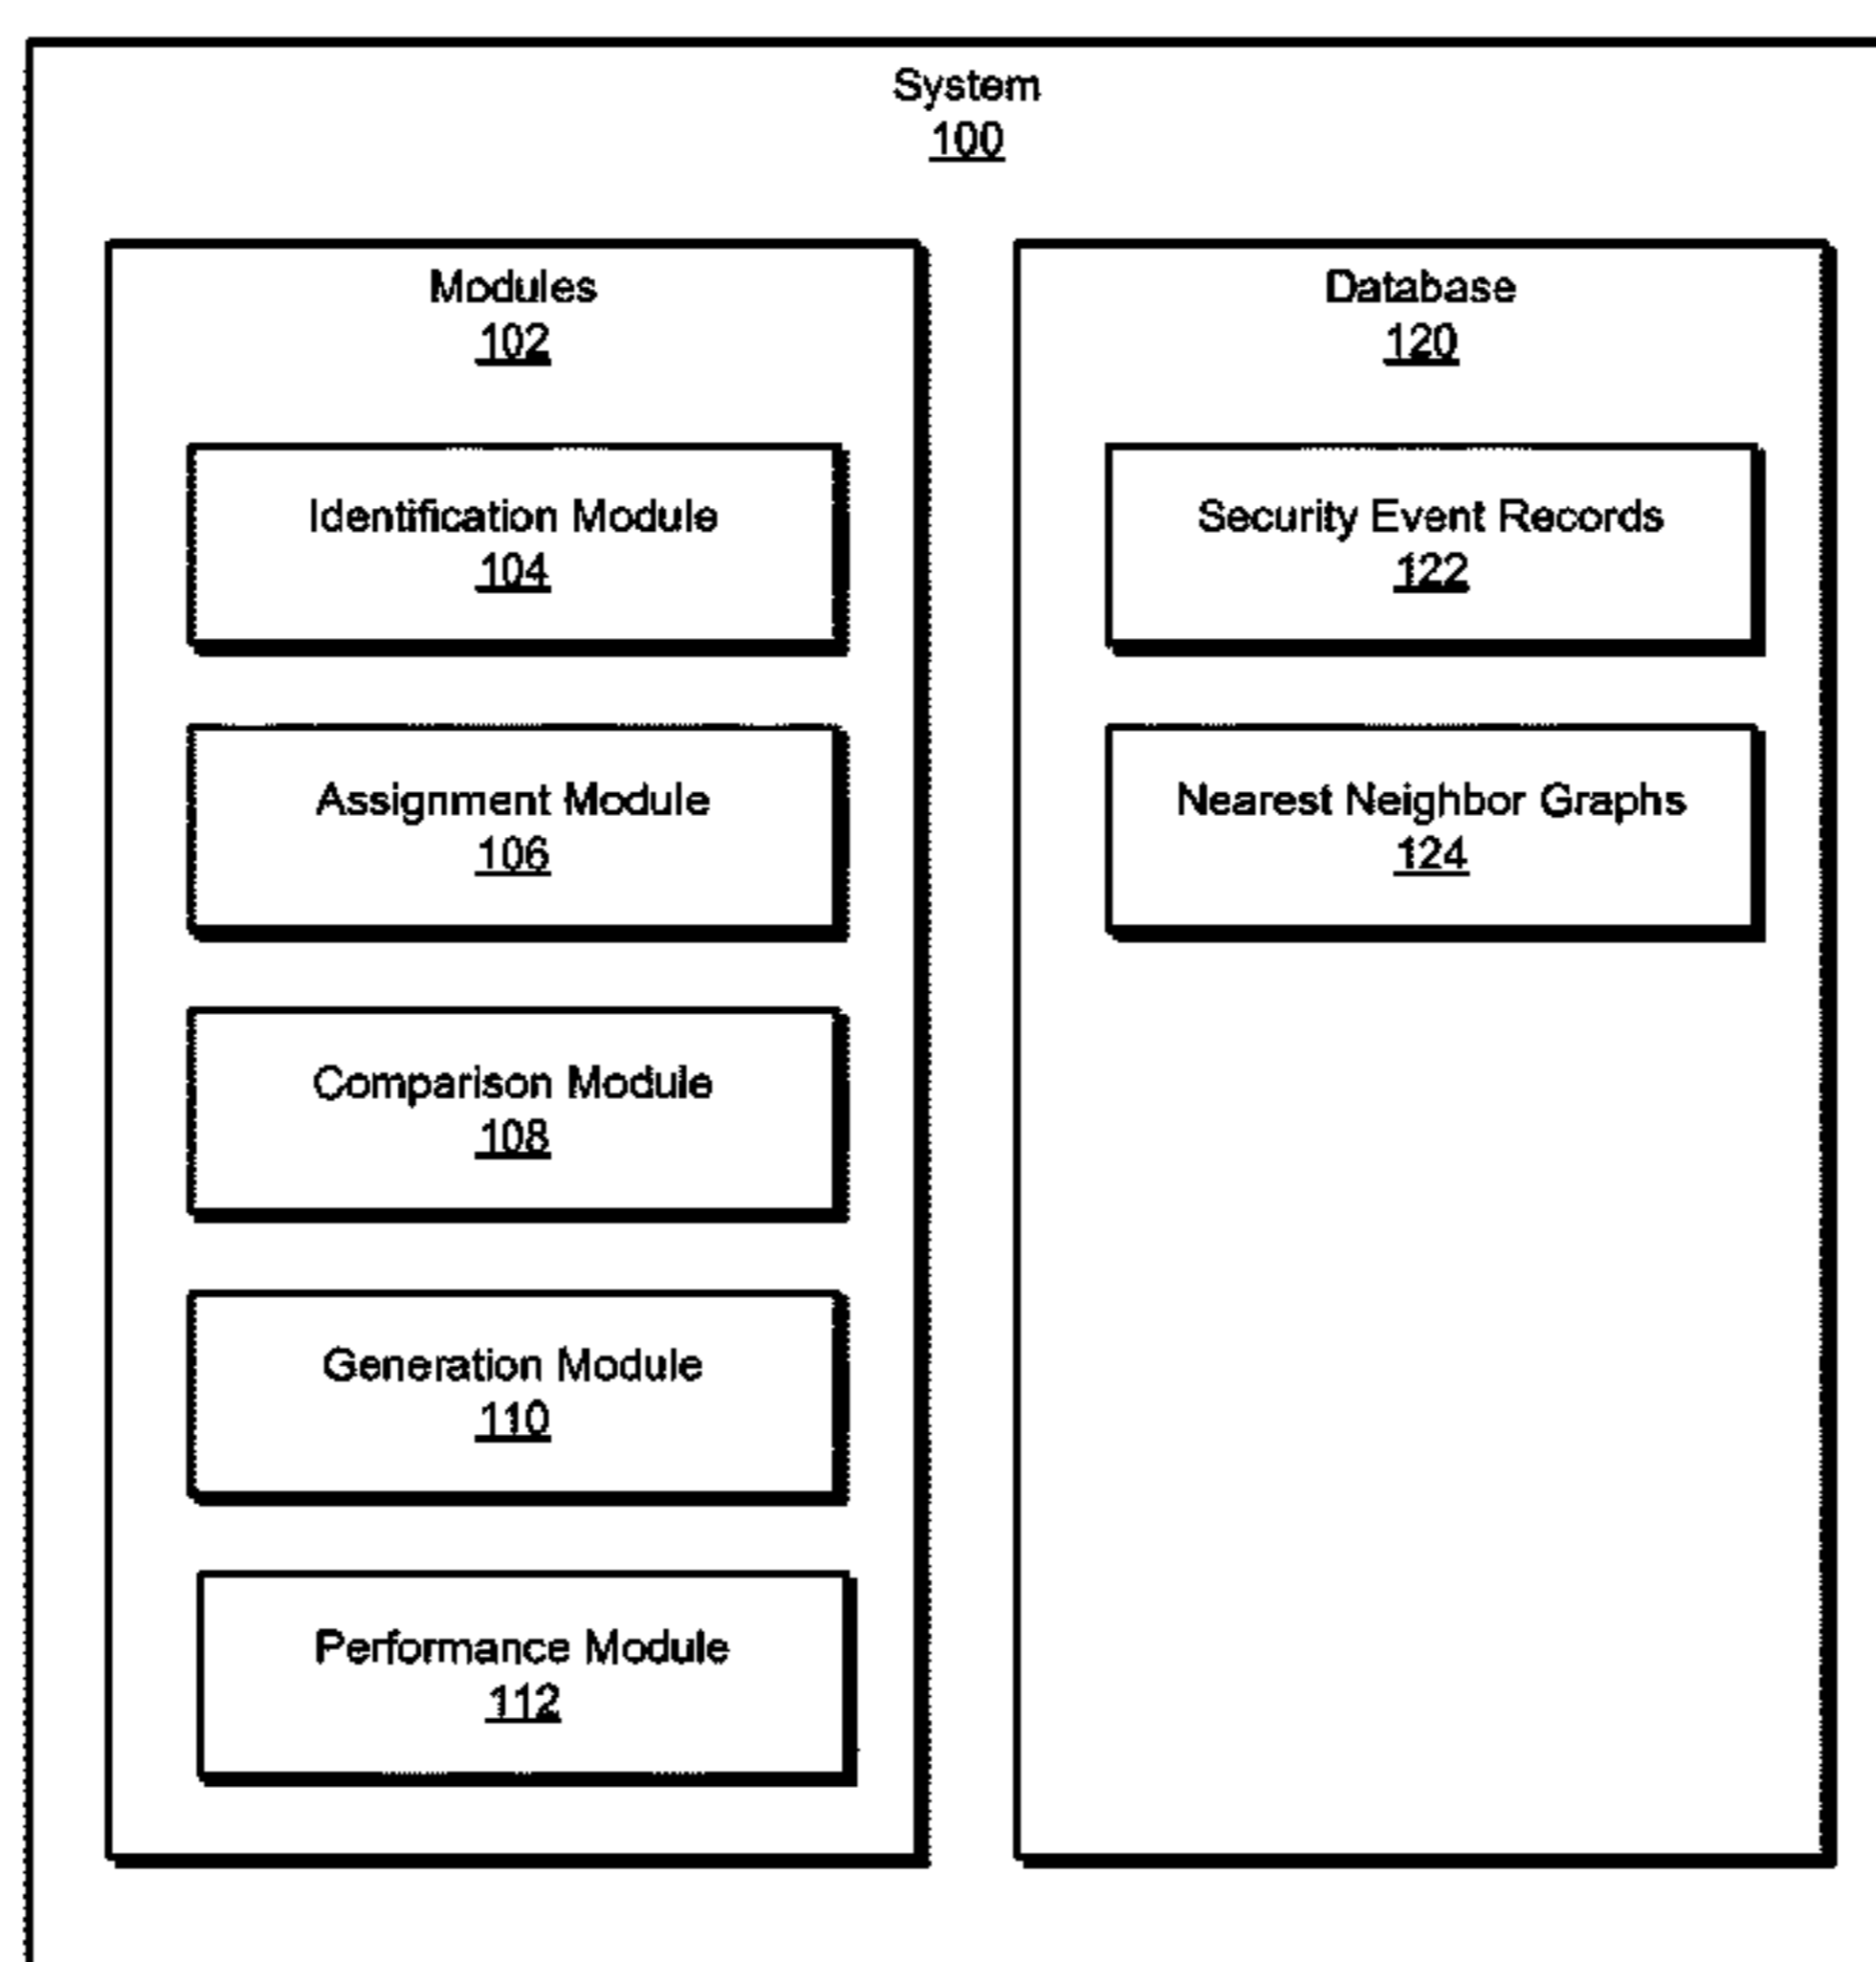 System
100
Modules
102
Identification Module
104
Assignment Module
106
Comparison Module
108
Generation Module
110
Performance Module
112
Database
120
Security Event Records
122
Nearest Neighbor Graphs
124